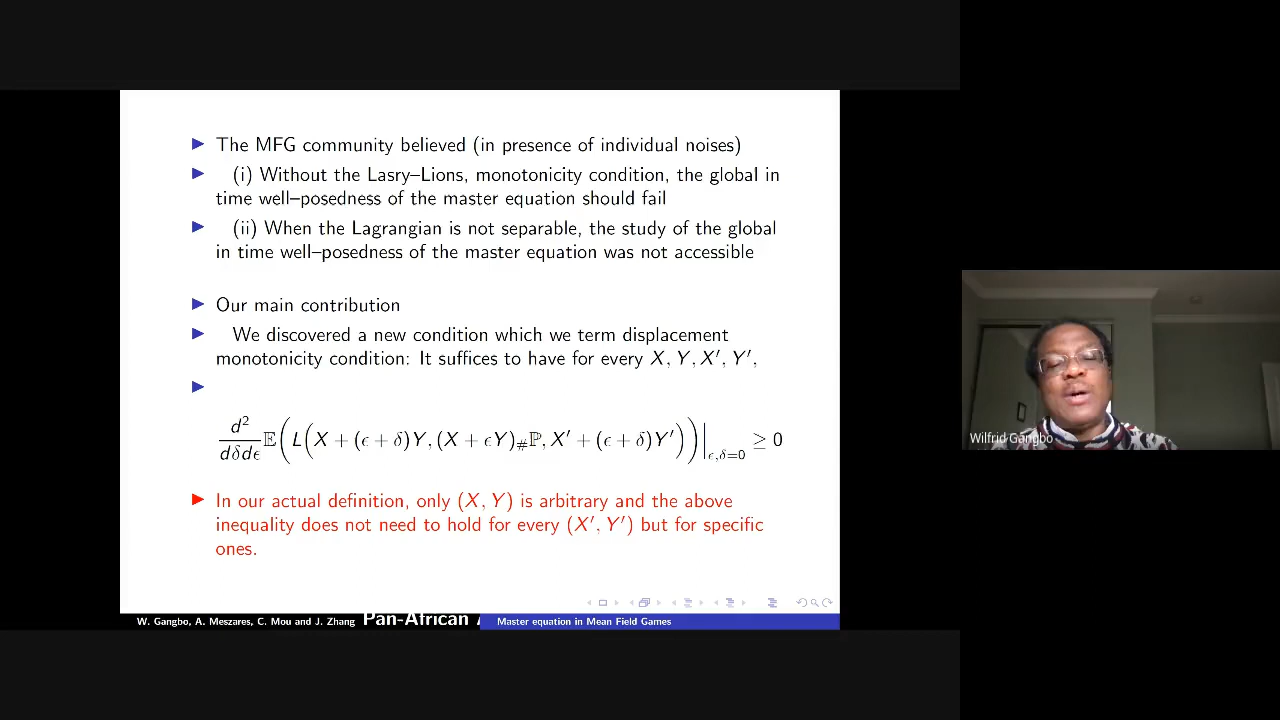 The MFG community believed (in presence of individual noises)
(i) Without the Lasry–Lions, monotonicity condition, the global in
time well–posedness of the master equation should fail
(ii) When the Lagrangian is not separable, the study of the global
in time well–posedness of the master equation was not accessible
Our main contribution
We discovered a new condition which we term displacement
monotonicity condition: It suffices to have for every X, Y, X′, Y′,
d²/dδdϵ 𝔼(L(X + (ϵ + δ)Y, (X + ϵY)#ℙ, X′ + (ϵ + δ)Y′))|ϵ,δ=0 ≥ 0
In our actual definition, only (X, Y) is arbitrary and the above
inequality does not need to hold for every (X′, Y′) but for specific
ones.
W. Gangbo, A. Meszares, C. Mou and J. Zhang Pan-African Master equation in Mean Field Games
Wilfrid Gangbo